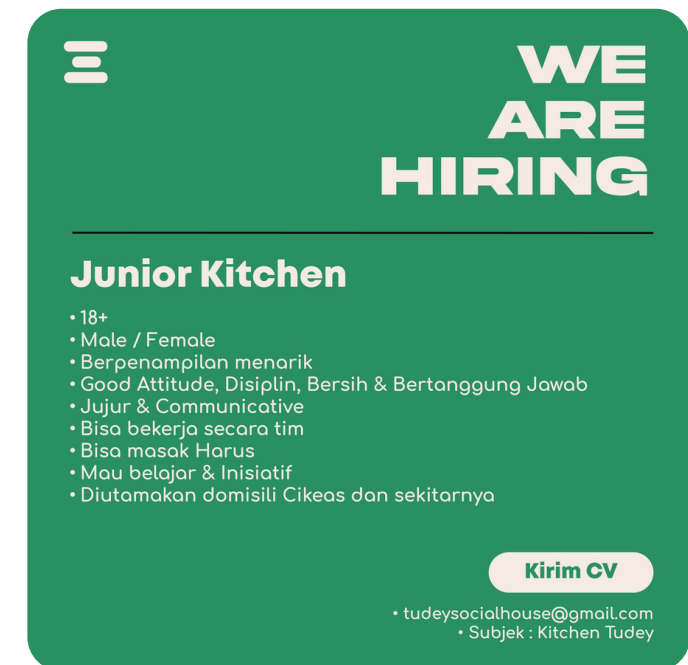 WE
ARE
HIRING
Junior Kitchen
• 18+
• Male / Female
• Berpenampilan menarik
• Good Attitude, Disiplin, Bersih & Bertanggung Jawab
• Jujur & Communicative
• Bisa bekerja secara tim
• Bisa masak Harus
• Mau belajar & Inisiatif
• Diutamakan domisili Cikeas dan sekitarnya
Kirim CV
• tudeysocialhouse@gmail.com
• Subjek : Kitchen Tudey